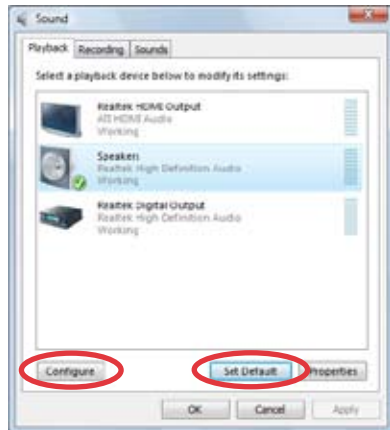 Sound
Playback Recording Sounds
Select a playback device below to modify its settings:
Realtek HDMI Output
ATI HDMI Audio
Working
Speakers
Realtek High Definition Audio
Working
Realtek Digital Output
Realtek High Definition Audio
Working
Configure Set Default Properties
OK Cancel Apply